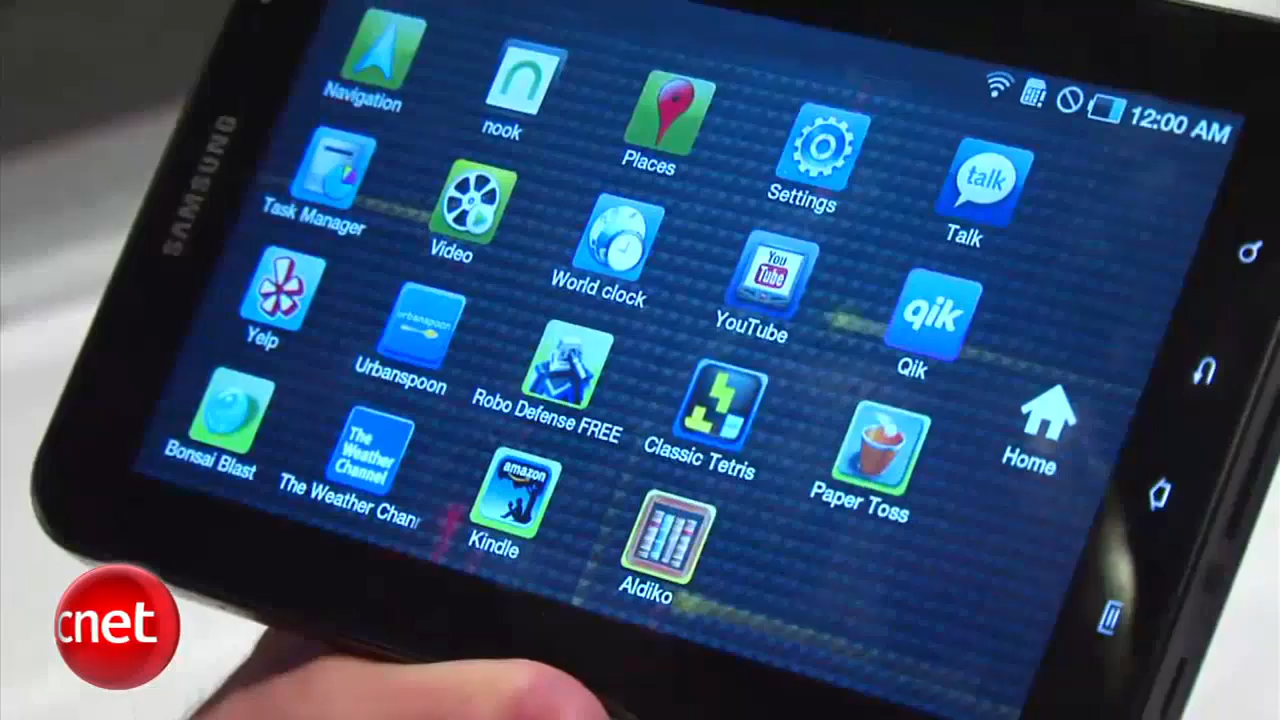 SAMSUNG
12:00 AM
Navigation
nook
Places
Settings
talk
Talk
Task Manager
Video
World clock
You
Tube
YouTube
qik
Qik
Yelp
urbanspoon
Urbanspoon
Robo Defense FREE
Classic Tetris
Paper Toss
Home
Bonsai Blast
The
Weather
Channel
The Weather Chan
amazon
Kindle
Aldiko
cnet